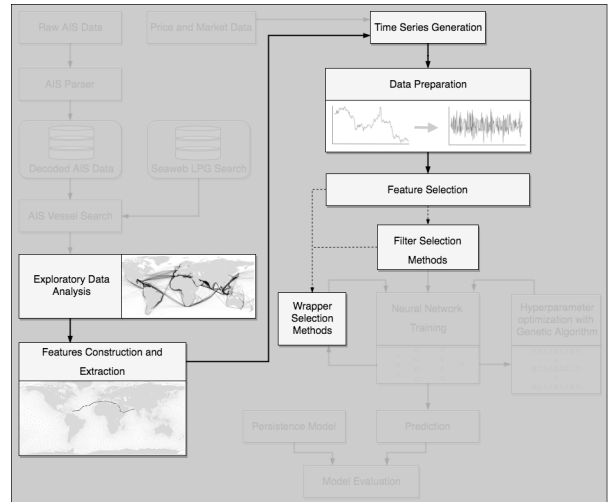 Raw AIS Data
Price and Market Data
Time Series Generation
AIS Parser
Data Preparation
Decoded AIS Data
Seaweb LPG Search
Feature Selection
AIS Vessel Search
Filter Selection
Methods
Exploratory Data
Analysis
Wrapper
Selection
Methods
Neural Network
Training
Hyperparameter
optimization with
Genetic Algorithm
Features Construction and
Extraction
Persistence Model
Prediction
Model Evaluation